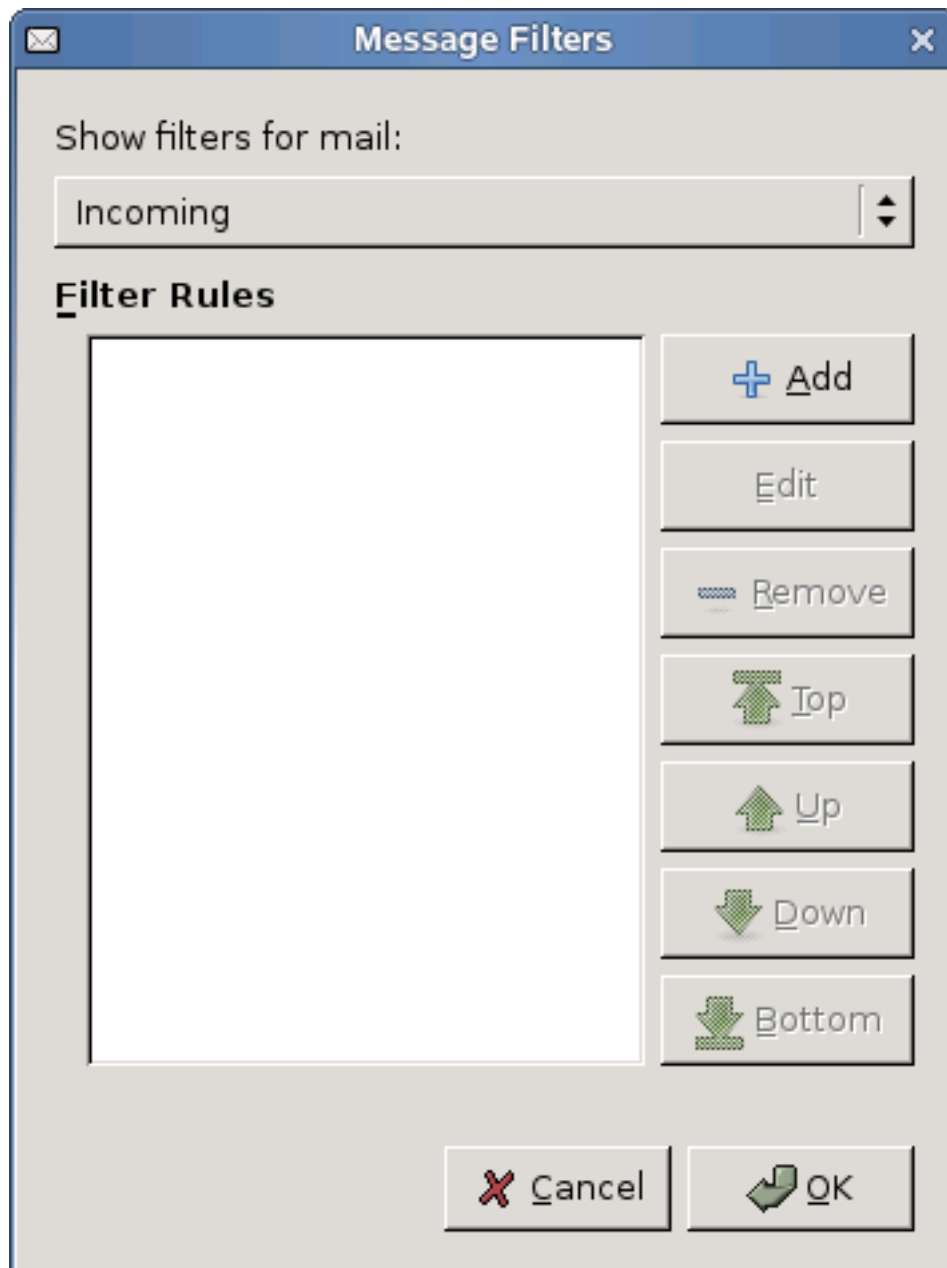 Message Filters
Show filters for mail:
Incoming
Filter Rules
Add
Edit
Remove
Top
Up
Down
Bottom
Cancel
OK